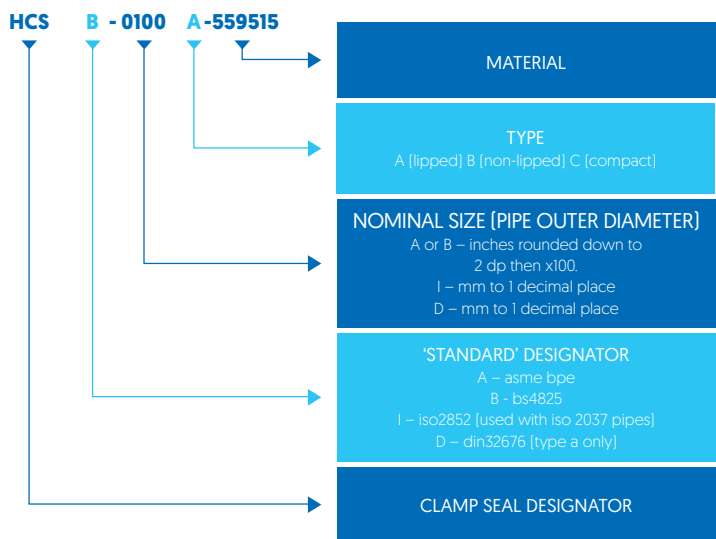 HCS B - 0100 A -559515
MATERIAL
TYPE
A (lipped) B (non-lipped) C (compact)
NOMINAL SIZE (PIPE OUTER DIAMETER)
A or B – inches rounded down to
2 dp then x100.
I – mm to 1 decimal place
D – mm to 1 decimal place
‘STANDARD’ DESIGNATOR
A – asme bpe
B - bs4825
I – iso2852 (used with iso 2037 pipes)
D – din32676 (type a only)
CLAMP SEAL DESIGNATOR